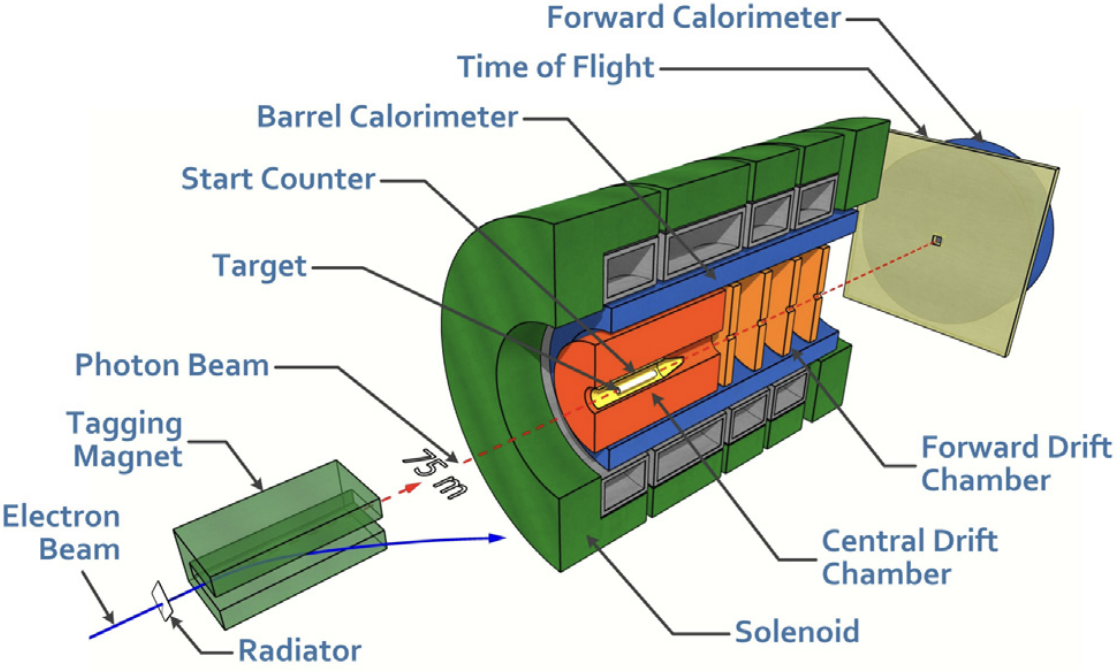 Forward Calorimeter
Time of Flight
Barrel Calorimeter
Start Counter
Target
Photon Beam
Tagging
Magnet
75 m
Electron
Beam
Radiator
Forward Drift
Chamber
Central Drift
Chamber
Solenoid